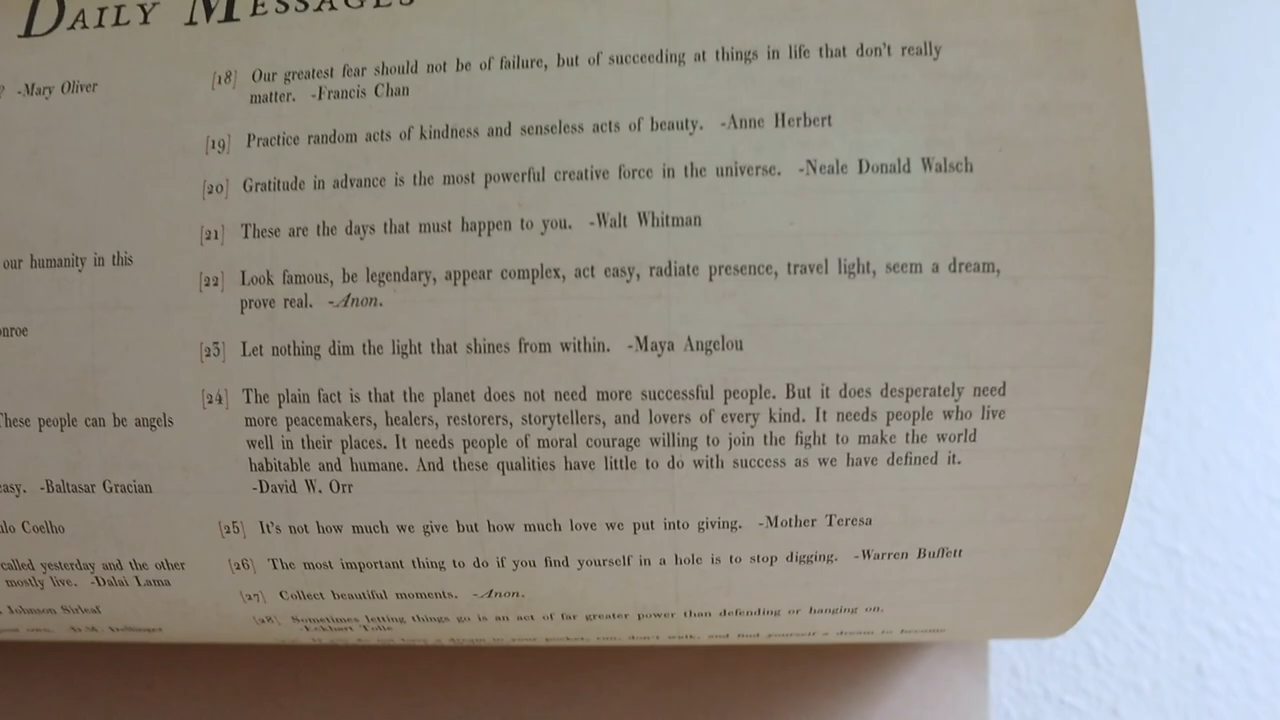 DAILY MESSAGES
-Mary Oliver
our humanity in this
These people can be angels
-Baltasar Gracian
Coelho
called yesterday and the other
mostly live. -Dalai Lama
Johnson Sirleaf
[18] Our greatest fear should not be of failure, but of succeeding at things in life that don't really
matter. -Francis Chan
[19] Practice random acts of kindness and senseless acts of beauty. -Anne Herbert
[20] Gratitude in advance is the most powerful creative force in the universe. -Neale Donald Walsch
[21] These are the days that must happen to you. -Walt Whitman
[22] Look famous, be legendary, appear complex, act easy, radiate presence, travel light, seem a dream,
prove real. -Anon.
[23] Let nothing dim the light that shines from within. -Maya Angelou
[24] The plain fact is that the planet does not need more successful people. But it does desperately need
more peacemakers, healers, restorers, storytellers, and lovers of every kind. It needs people who live
well in their places. It needs people of moral courage willing to join the fight to make the world
habitable and humane. And these qualities have little to do with success as we have defined it.
-David W. Orr
[25] It's not how much we give but how much love we put into giving. -Mother Teresa
[26] The most important thing to do if you find yourself in a hole is to stop digging. -Warren Buffett
[27] Collect beautiful moments. -Anon.
[28] Sometimes letting things go is an act of far greater power than defending or hanging on.
-Eckhart Tolle